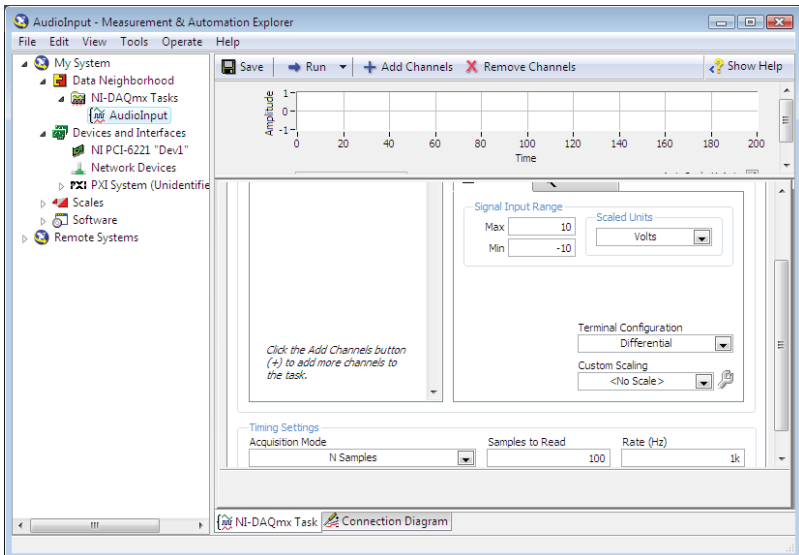 AudioInput - Measurement & Automation Explorer
File Edit View Tools Operate Help
My System
Data Neighborhood
NI-DAQmx Tasks
AudioInput
Devices and Interfaces
NI PCI-6221 "Dev1"
Network Devices
PXI PXI System (Unidentifie
Scales
Software
Remote Systems
Save Run Add Channels Remove Channels Show Help
Amplitude
1
0
-1
0 20 40 60 80 100 120 140 160 180 200
Time
Signal Input Range
Max 10
Min -10
Scaled Units
Volts
Terminal Configuration
Differential
Custom Scaling
<No Scale>
Click the Add Channels button
(+) to add more channels to
the task.
Timing Settings
Acquisition Mode Samples to Read Rate (Hz)
N Samples 100 1k
NI-DAQmx Task Connection Diagram